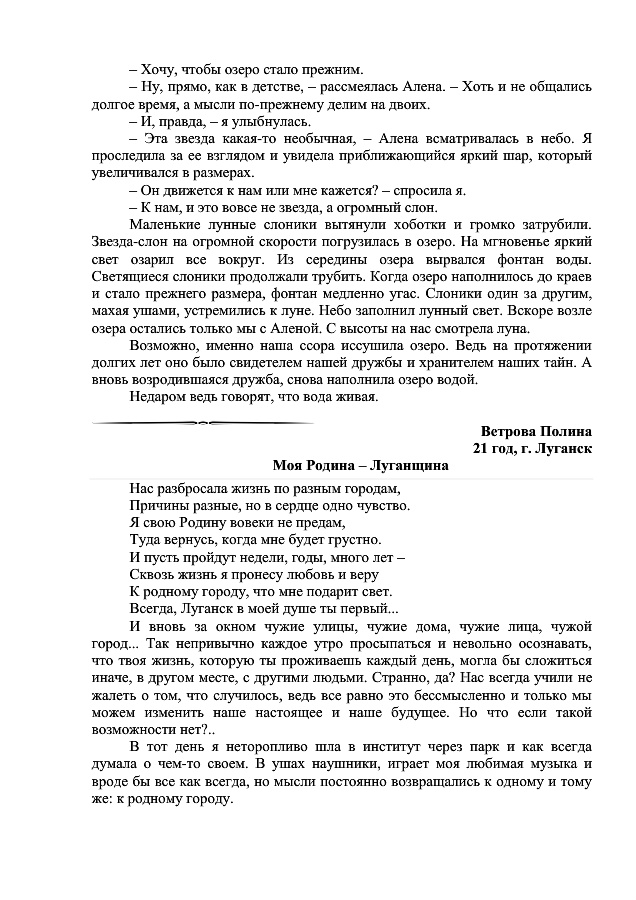 – Хочу, чтобы озеро стало прежним.
– Ну, прямо, как в детстве, – рассмеялась Алена. – Хоть и не общались
долгое время, а мысли по-прежнему делим на двоих.
– И, правда, – я улыбнулась.
– Эта звезда какая-то необычная, – Алена всматривалась в небо. Я
проследила за ее взглядом и увидела приближающийся яркий шар, который
увеличивался в размерах.
– Он движется к нам или мне кажется? – спросила я.
– К нам, и это вовсе не звезда, а огромный слон.
Маленькие лунные слоники вытянули хоботки и громко затрубили.
Звезда-слон на огромной скорости погрузилась в озеро. На мгновенье яркий
свет озарил все вокруг. Из середины озера вырвался фонтан воды.
Светящиеся слоники продолжали трубить. Когда озеро наполнилось до краев
и стало прежнего размера, фонтан медленно угас. Слоники один за другим,
махая ушами, устремились к луне. Небо заполнил лунный свет. Вскоре возле
озера остались только мы с Аленой. С высоты на нас смотрела луна.
Возможно, именно наша ссора иссушила озеро. Ведь на протяжении
долгих лет оно было свидетелем нашей дружбы и хранителем наших тайн. А
вновь возродившаяся дружба, снова наполнила озеро водой.
Недаром ведь говорят, что вода живая.
Ветрова Полина
21 год, г. Луганск
Моя Родина – Луганщина
Нас разбросала жизнь по разным городам,
Причины разные, но в сердце одно чувство.
Я свою Родину вовеки не предам,
Туда вернусь, когда мне будет грустно.
И пусть пройдут недели, годы, много лет –
Сквозь жизнь я пронесу любовь и веру
К родному городу, что мне подарит свет.
Всегда, Луганск в моей душе ты первый...
И вновь за окном чужие улицы, чужие дома, чужие лица, чужой
город... Так непривычно каждое утро просыпаться и невольно осознавать,
что твоя жизнь, которую ты проживаешь каждый день, могла бы сложиться
иначе, в другом месте, с другими людьми. Странно, да? Нас всегда учили не
жалеть о том, что случилось, ведь все равно это бессмысленно и только мы
можем изменить наше настоящее и наше будущее. Но что если такой
возможности нет?..
В тот день я неторопливо шла в институт через парк и как всегда
думала о чем-то своем. В ушах наушники, играет моя любимая музыка и
вроде бы все как всегда, но мысли постоянно возвращались к одному и тому
же: к родному городу.